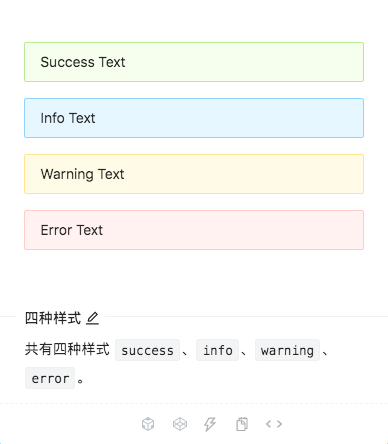 Success Text
Info Text
Warning Text
Error Text
四种样式
共有四种样式 success 、 info 、 warning 、
error 。